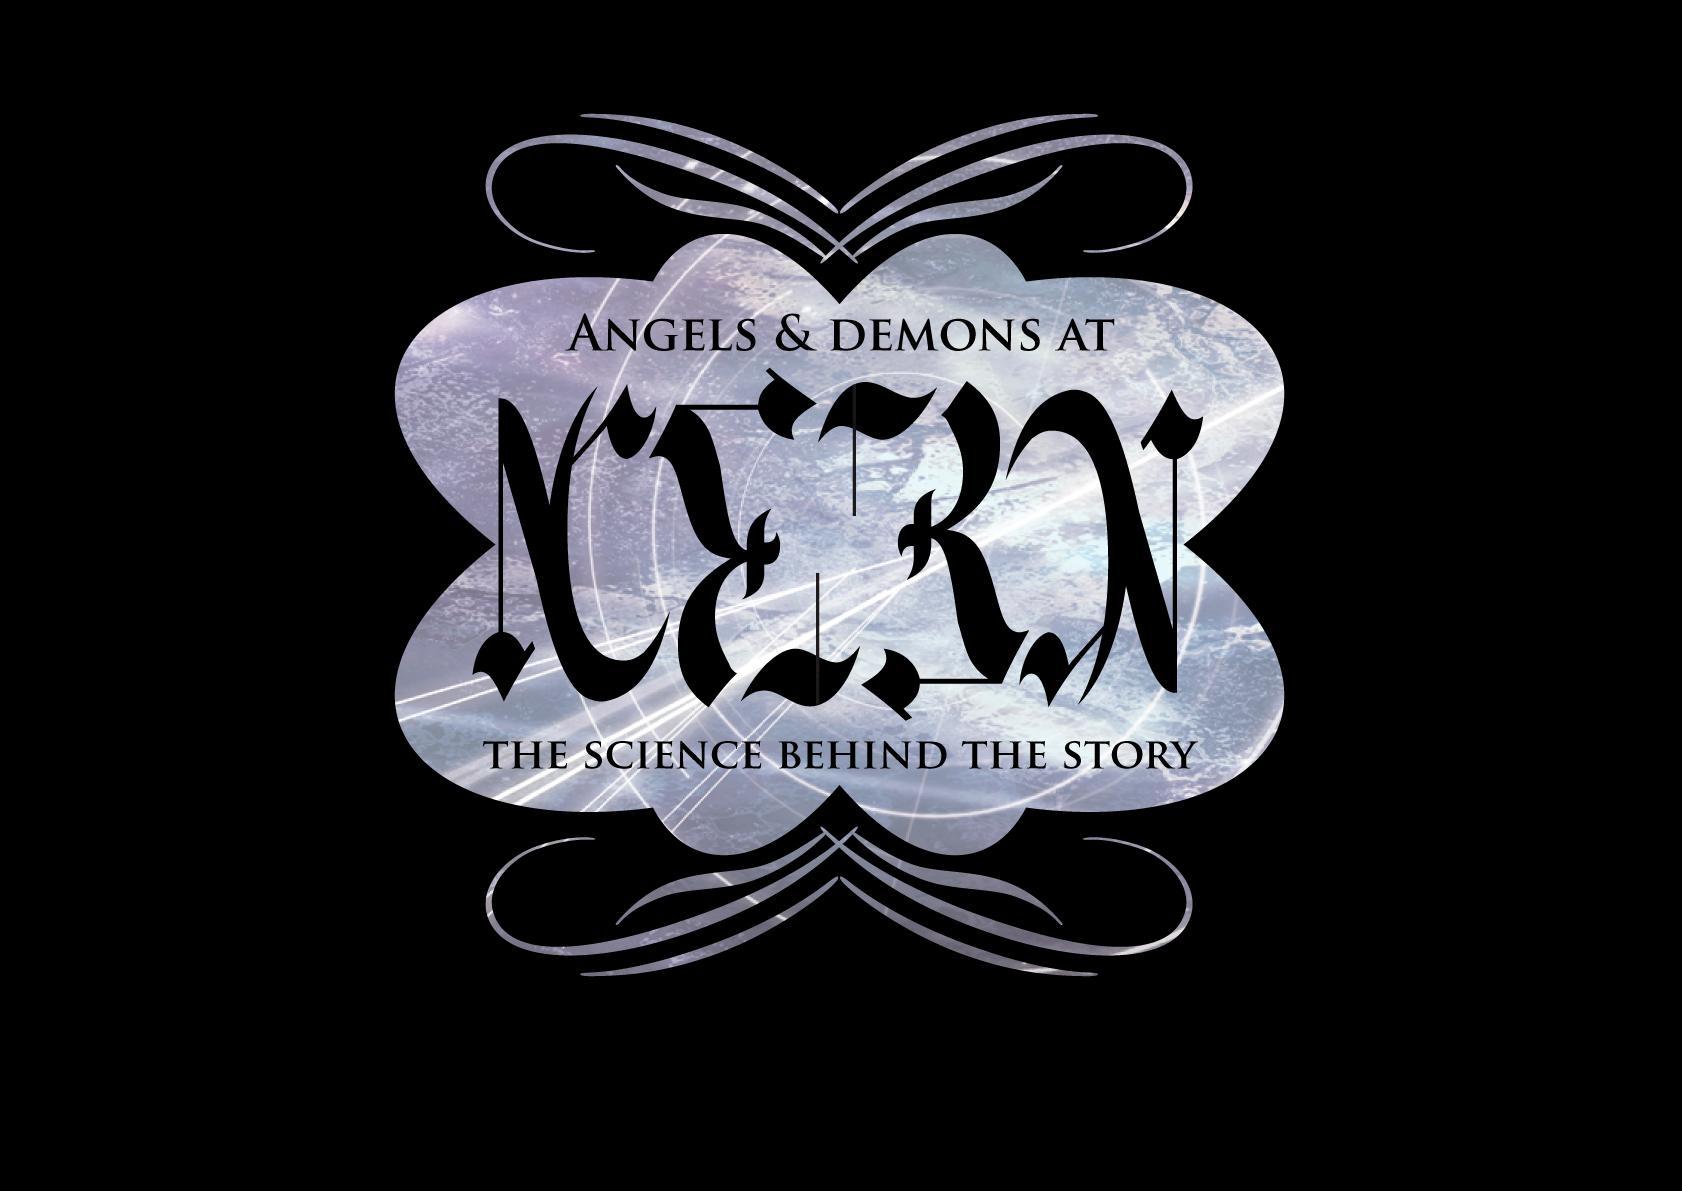 ANGELS & DEMONS AT
CERN
THE SCIENCE BEHIND THE STORY